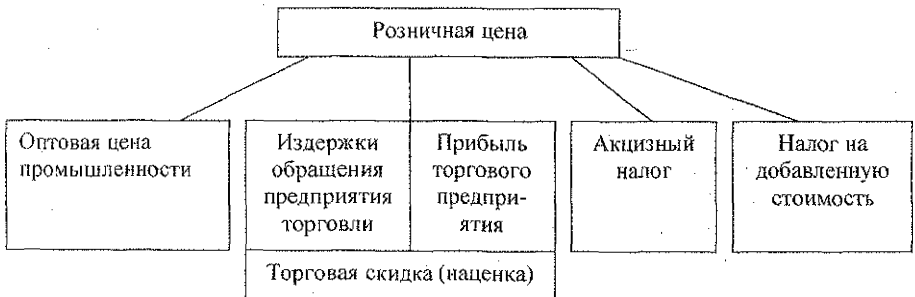 Розничная цена
Оптовая цена
промышленности
Издержки
обращения
предприятия
торговли
Прибыль
торгового
предпри-
ятия
Акцизный
налог
Налог на
добавленную
стоимость
Торговая скидка (наценка)